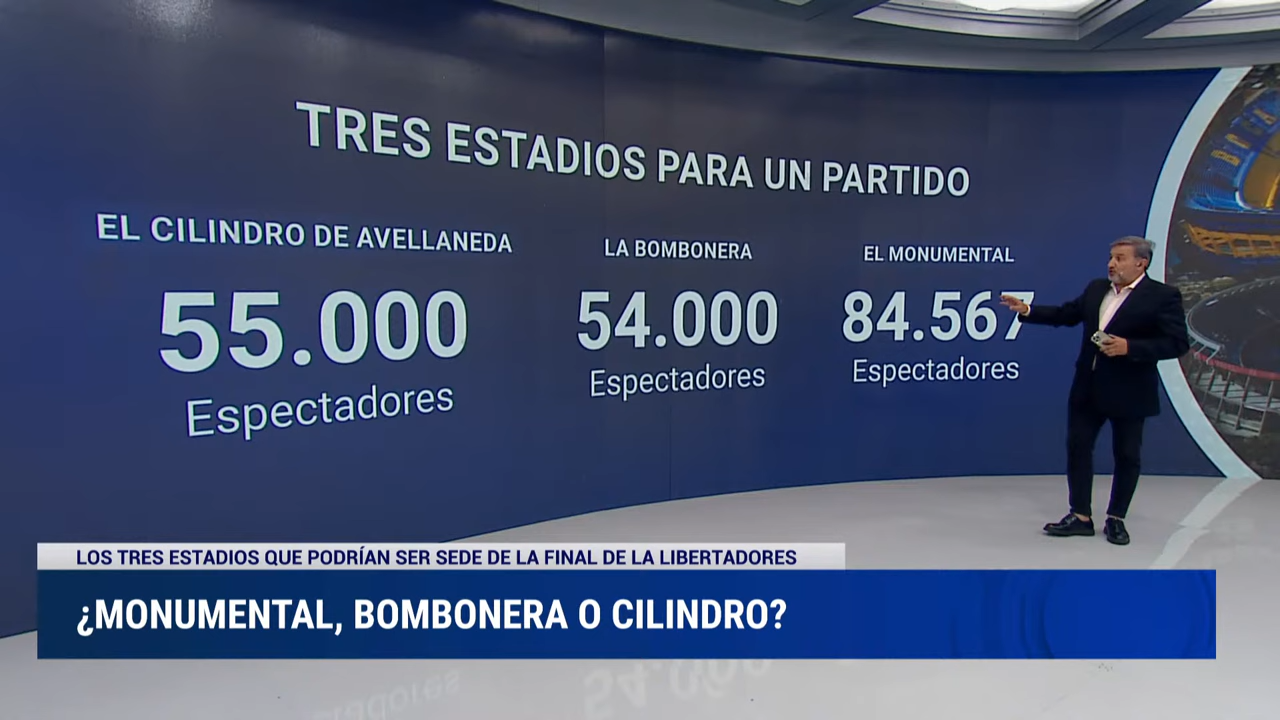 TRES ESTADIOS PARA UN PARTIDO
EL CILINDRO DE AVELLANEDA
55.000
Espectadores
LA BOMBONERA
54.000
Espectadores
EL MONUMENTAL
84.567
Espectadores
LOS TRES ESTADIOS QUE PODRÍAN SER SEDE DE LA FINAL DE LA LIBERTADORES
¿MONUMENTAL, BOMBONERA O CILINDRO?